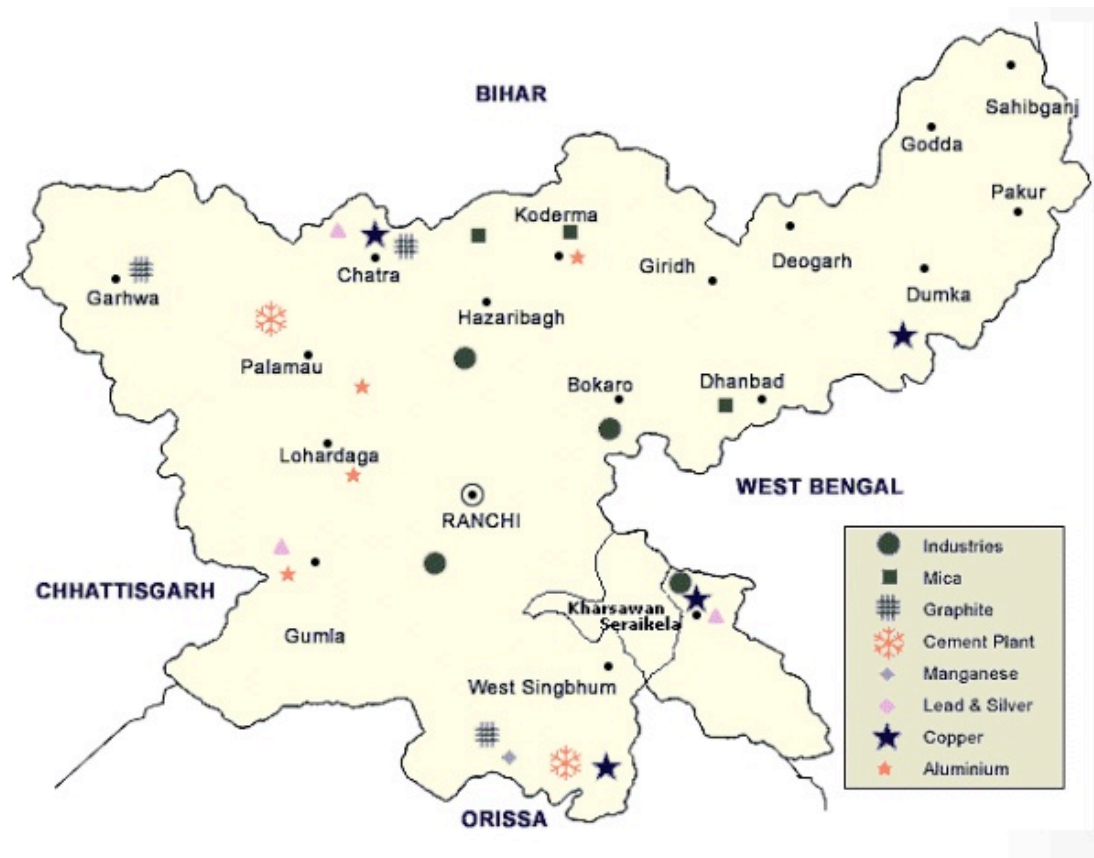 BIHAR
Sahibganj
Godda
Pakur
Koderma
Giridh
Deogarh
Chatra
Garhwa
Dumka
Hazaribagh
Palamau
Bokaro
Dhanbad
Lohardaga
WEST BENGAL
RANCHI
CHHATTISGARH
Kharsawan
Seraikela
Gumla
West Singbhum
ORISSA
Industries
Mica
Graphite
Cement Plant
Manganese
Lead & Silver
Copper
Aluminium